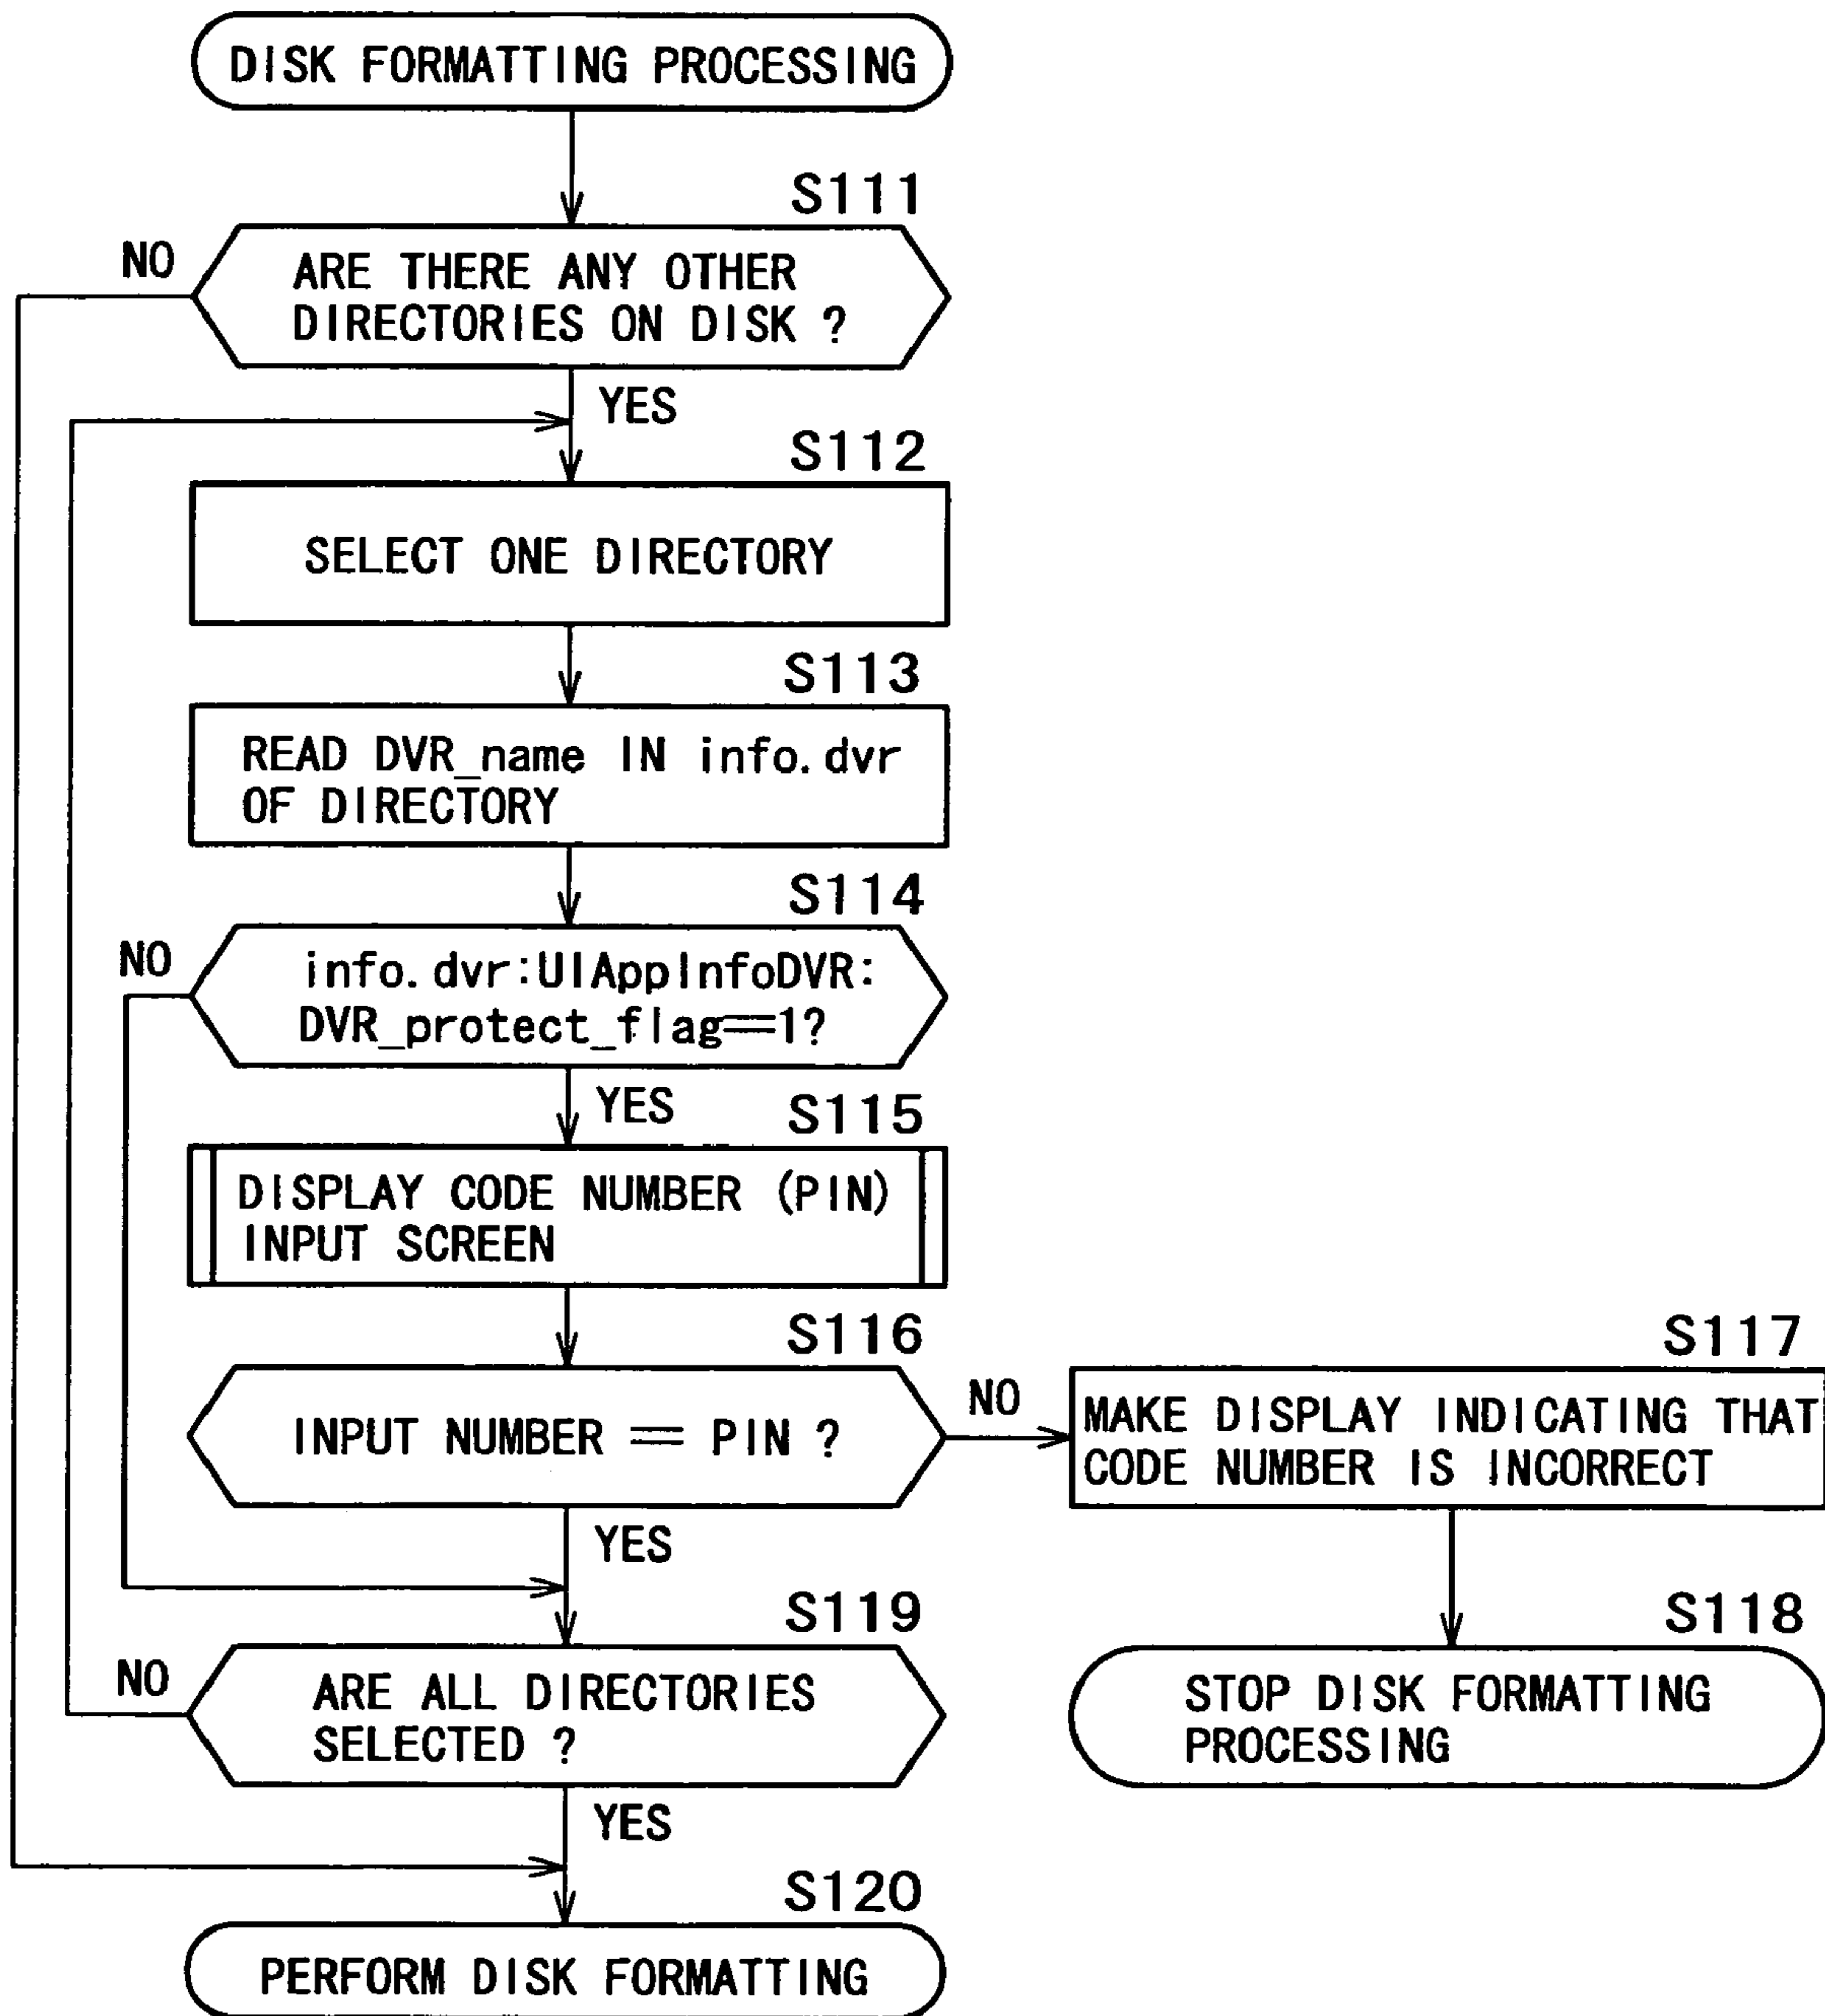 DISK FORMATTING PROCESSING
S111
NO
ARE THERE ANY OTHER
DIRECTORIES ON DISK ?
YES
S112
SELECT ONE DIRECTORY
S113
READ DVR_name IN info.dvr
OF DIRECTORY
S114
NO
info.dvr:UIAppInfoDVR:
DVR_protect_flag==1?
YES
S115
DISPLAY CODE NUMBER (PIN)
INPUT SCREEN
S116
INPUT NUMBER == PIN ?
NO
S117
MAKE DISPLAY INDICATING THAT
CODE NUMBER IS INCORRECT
YES
S118
STOP DISK FORMATTING
PROCESSING
S119
NO
ARE ALL DIRECTORIES
SELECTED ?
YES
S120
PERFORM DISK FORMATTING